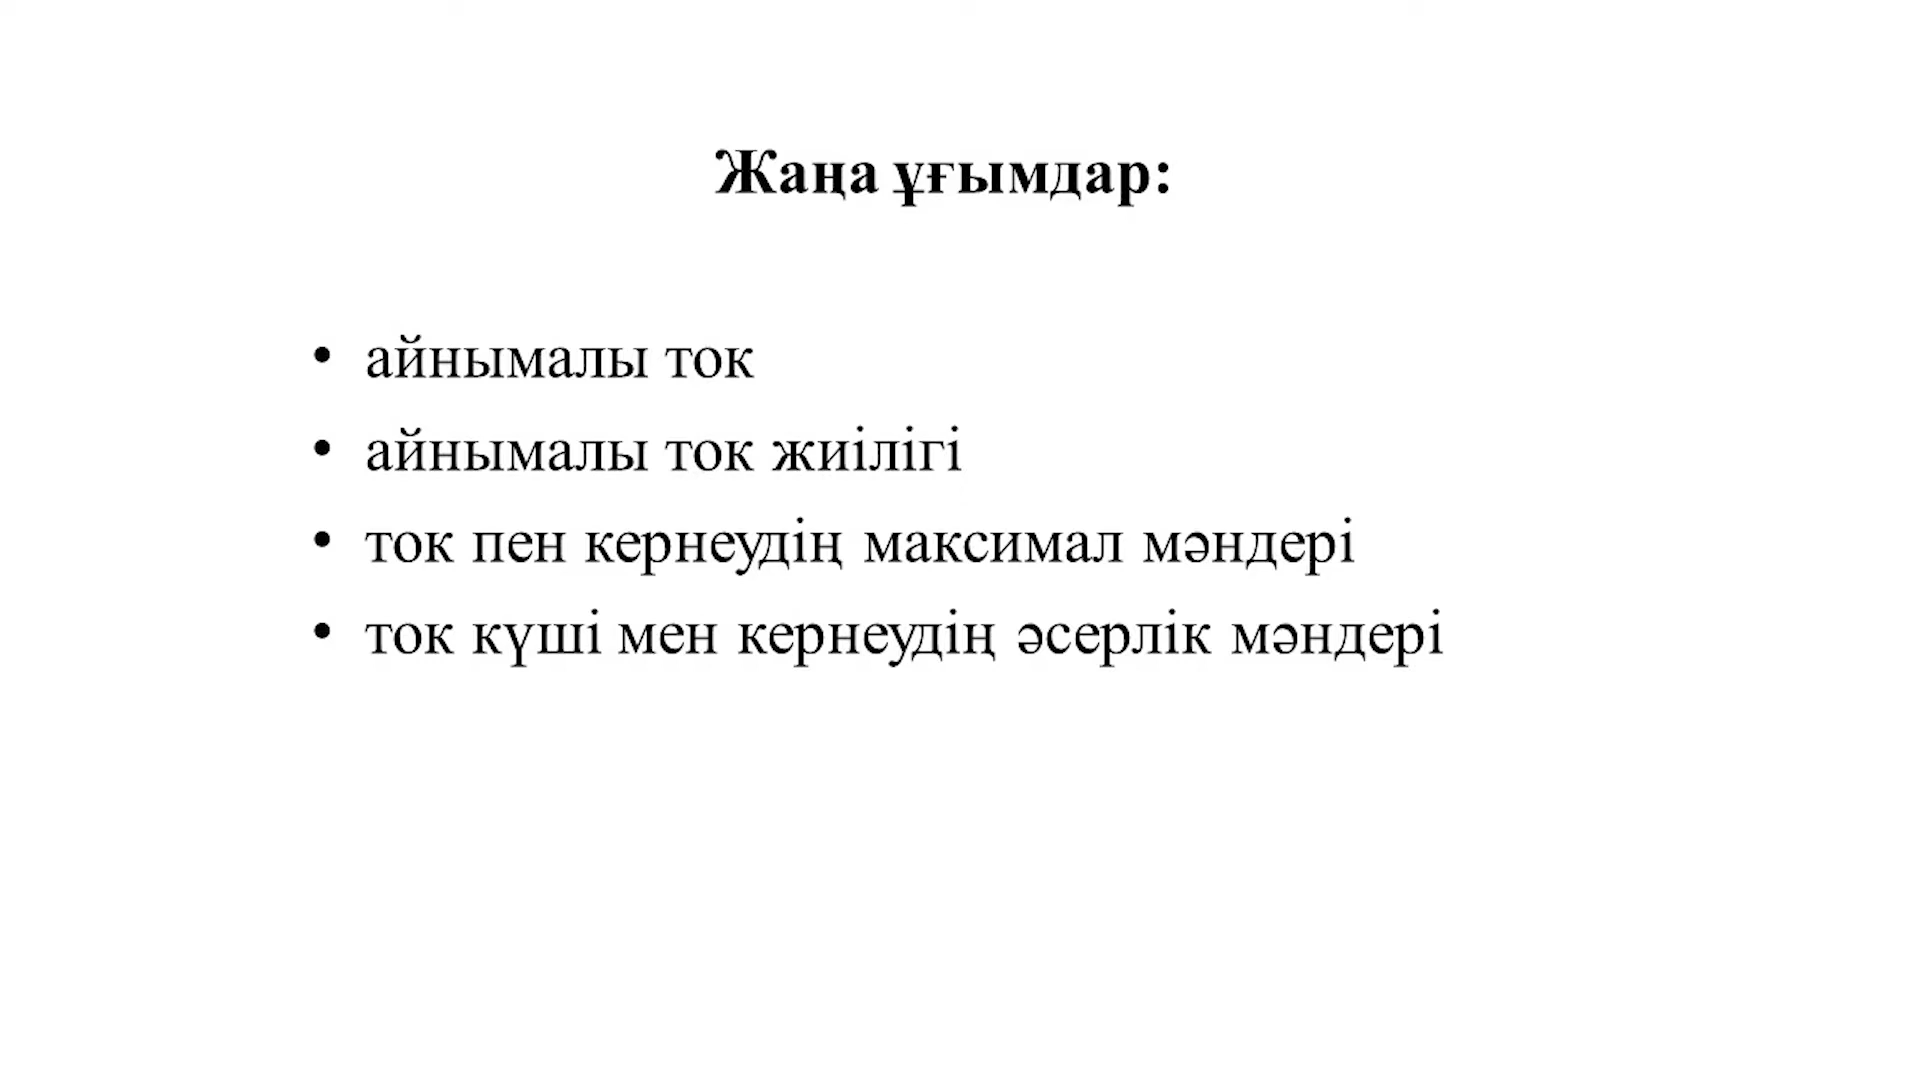 Жаңа ұғымдар:
• айнымалы ток
• айнымалы ток жиілігі
• ток пен кернеудің максимал мәндері
• ток күші мен кернеудің әсерлік мәндері